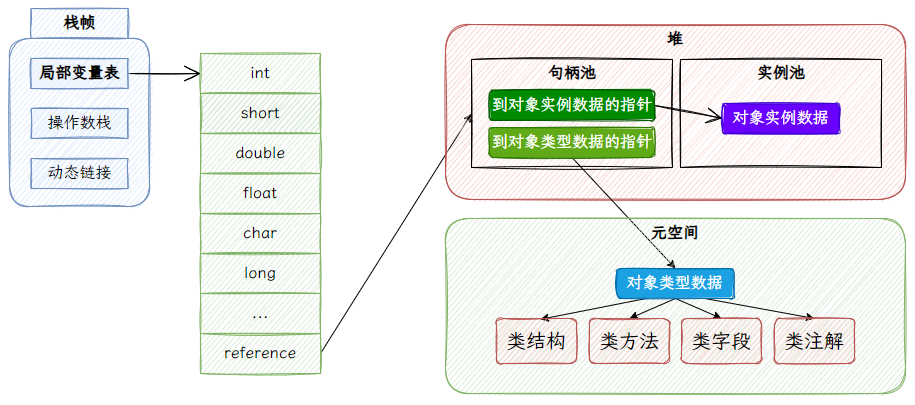 栈帧
局部变量表
操作数栈
动态链接
int
short
double
float
char
long
...
reference
堆
句柄池
到对象实例数据的指针
到对象类型数据的指针
实例池
对象实例数据
元空间
对象类型数据
类结构
类方法
类字段
类注解